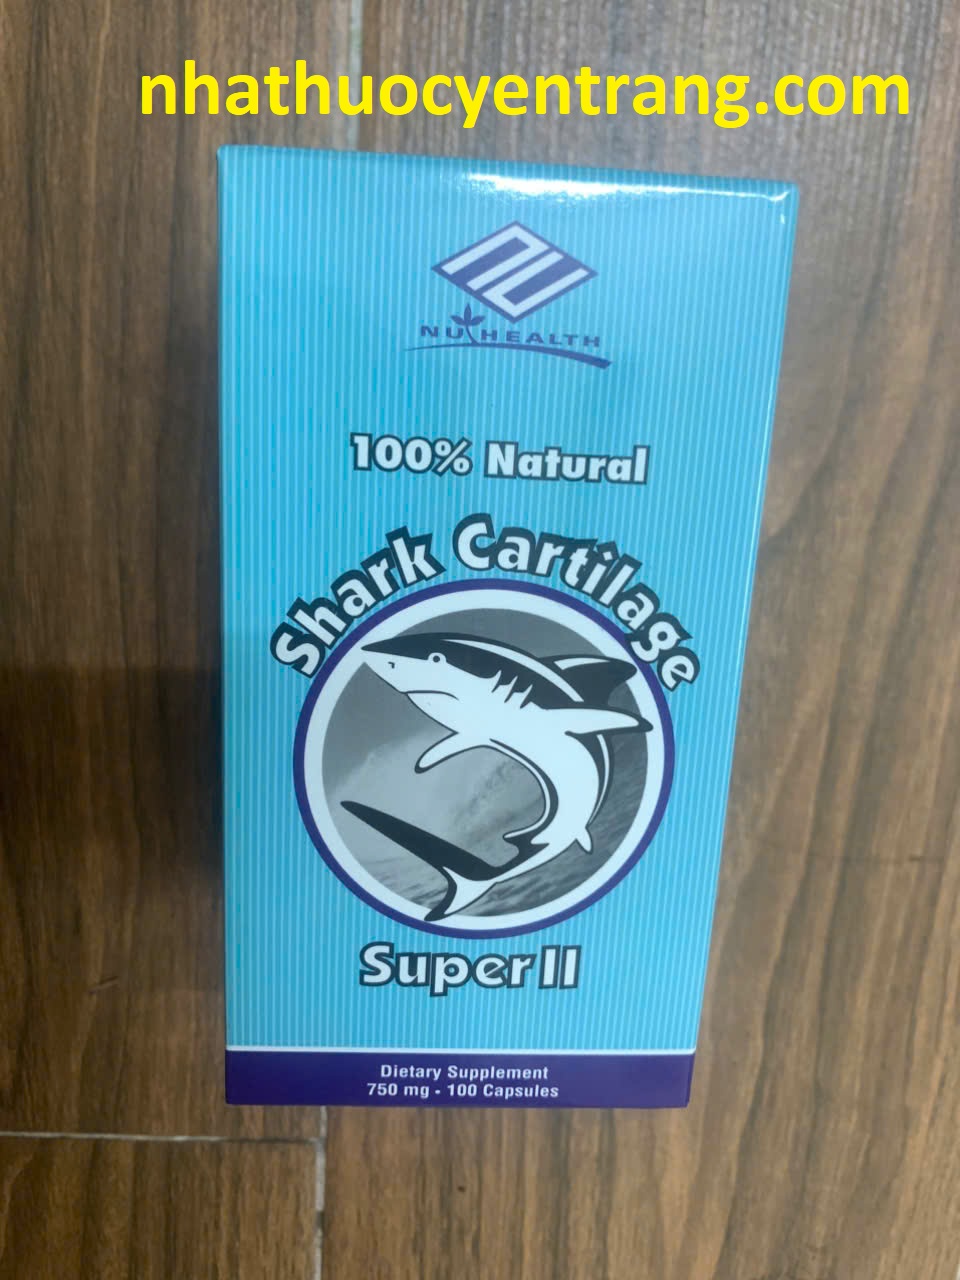 nhathuocyentrang.com
NU HEALTH
100% Natural
Shark Cartilage
Super II
Dietary Supplement
750 mg - 100 Capsules